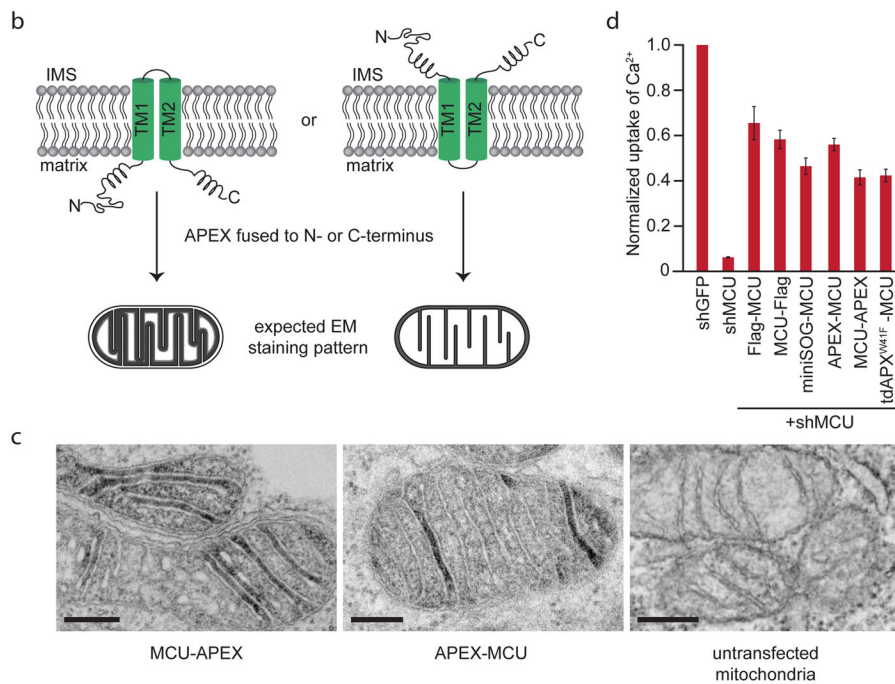 b
IMS
TM1
TM2
matrix
N
C
or
N
C
IMS
TM1
TM2
matrix
APEX fused to N- or C-terminus
expected EM
staining pattern
d
Normalized uptake of Ca²⁺
1.0
0.8
0.6
0.4
0.2
0
shGFP
shMCU
Flag-MCU
MCU-Flag
miniSOG-MCU
APEX-MCU
MCU-APEX
tdAPXᵂ⁴¹ᶠ-MCU
+shMCU
c
MCU-APEX
APEX-MCU
untransfected
mitochondria